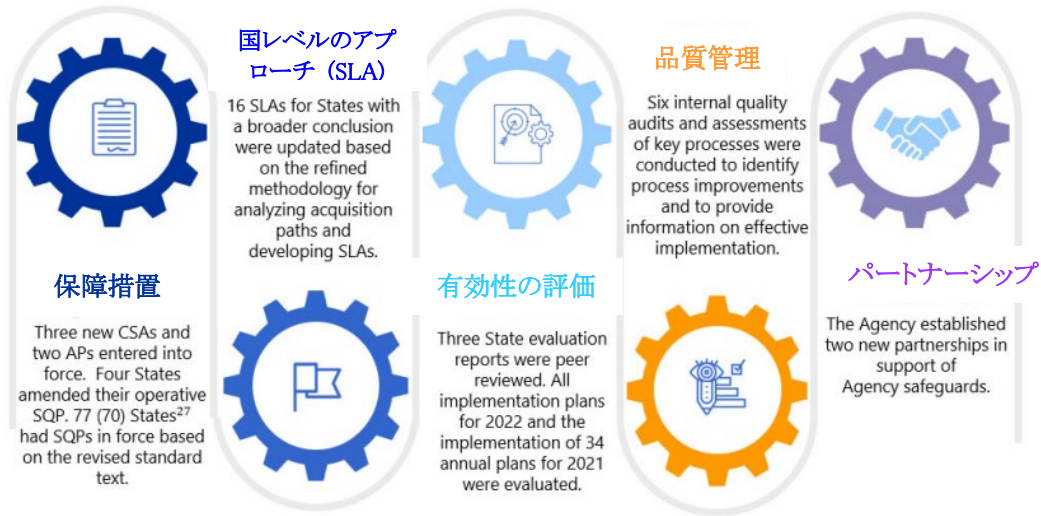 保障措置
Three new CSAs and
two APs entered into
force. Four States
amended their operative
SQP. 77 (70) States²⁷
had SQPs in force based
on the revised standard
text.
国レベルのアプ
ローチ（SLA）
16 SLAs for States with
a broader conclusion
were updated based
on the refined
methodology for
analyzing acquisition
paths and
developing SLAs.
有効性の評価
Three State evaluation
reports were peer
reviewed. All
implementation plans
for 2022 and the
implementation of 34
annual plans for 2021
were evaluated.
品質管理
Six internal quality
audits and assessments
of key processes were
conducted to identify
process improvements
and to provide
information on effective
implementation.
パートナーシップ
The Agency established
two new partnerships in
support of
Agency safeguards.